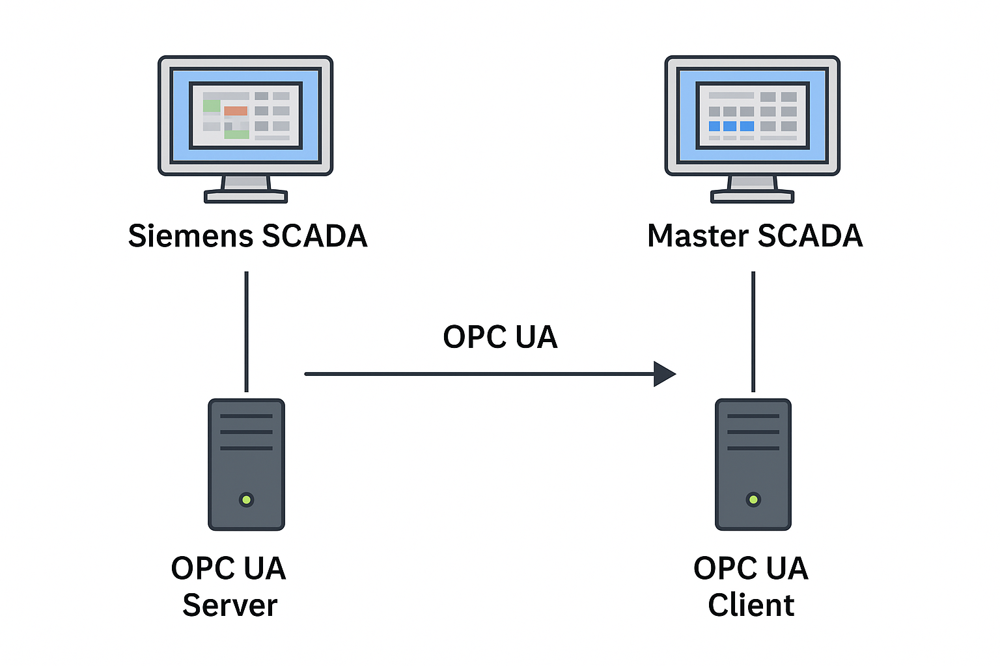 Siemens SCADA
Master SCADA
OPC UA
OPC UA
Server
OPC UA
Client